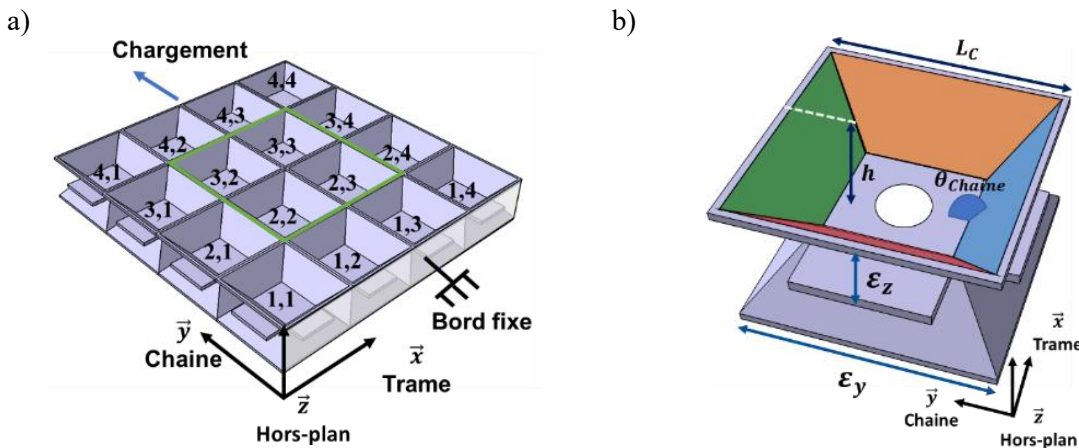 a)
Chargement
4,4
4,3
3,4
4,2
3,3
2,4
4,1
3,2
2,3
1,4
3,1
2,2
1,3
2,1
1,2
1,1
Bord fixe
y⃗
Chaine
x⃗
Trame
z⃗
Hors-plan
b)
L_C
h
θ_Chaine
ε_z
ε_y
x⃗
Trame
y⃗
Chaine
z⃗
Hors-plan